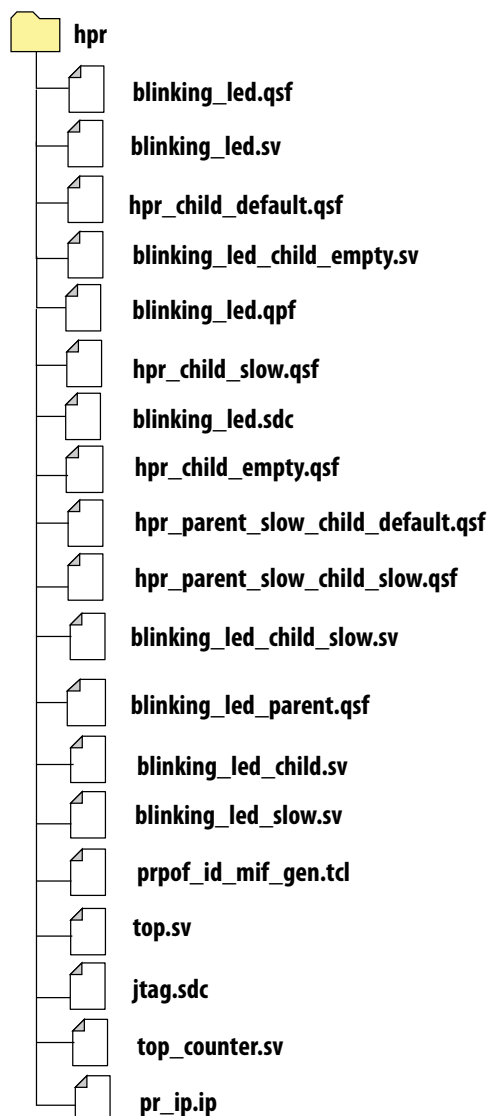 hpr
blinking_led.qsf
blinking_led.sv
hpr_child_default.qsf
blinking_led_child_empty.sv
blinking_led.qpf
hpr_child_slow.qsf
blinking_led.sdc
hpr_child_empty.qsf
hpr_parent_slow_child_default.qsf
hpr_parent_slow_child_slow.qsf
blinking_led_child_slow.sv
blinking_led_parent.qsf
blinking_led_child.sv
blinking_led_slow.sv
prpof_id_mif_gen.tcl
top.sv
jtag.sdc
top_counter.sv
pr_ip.ip